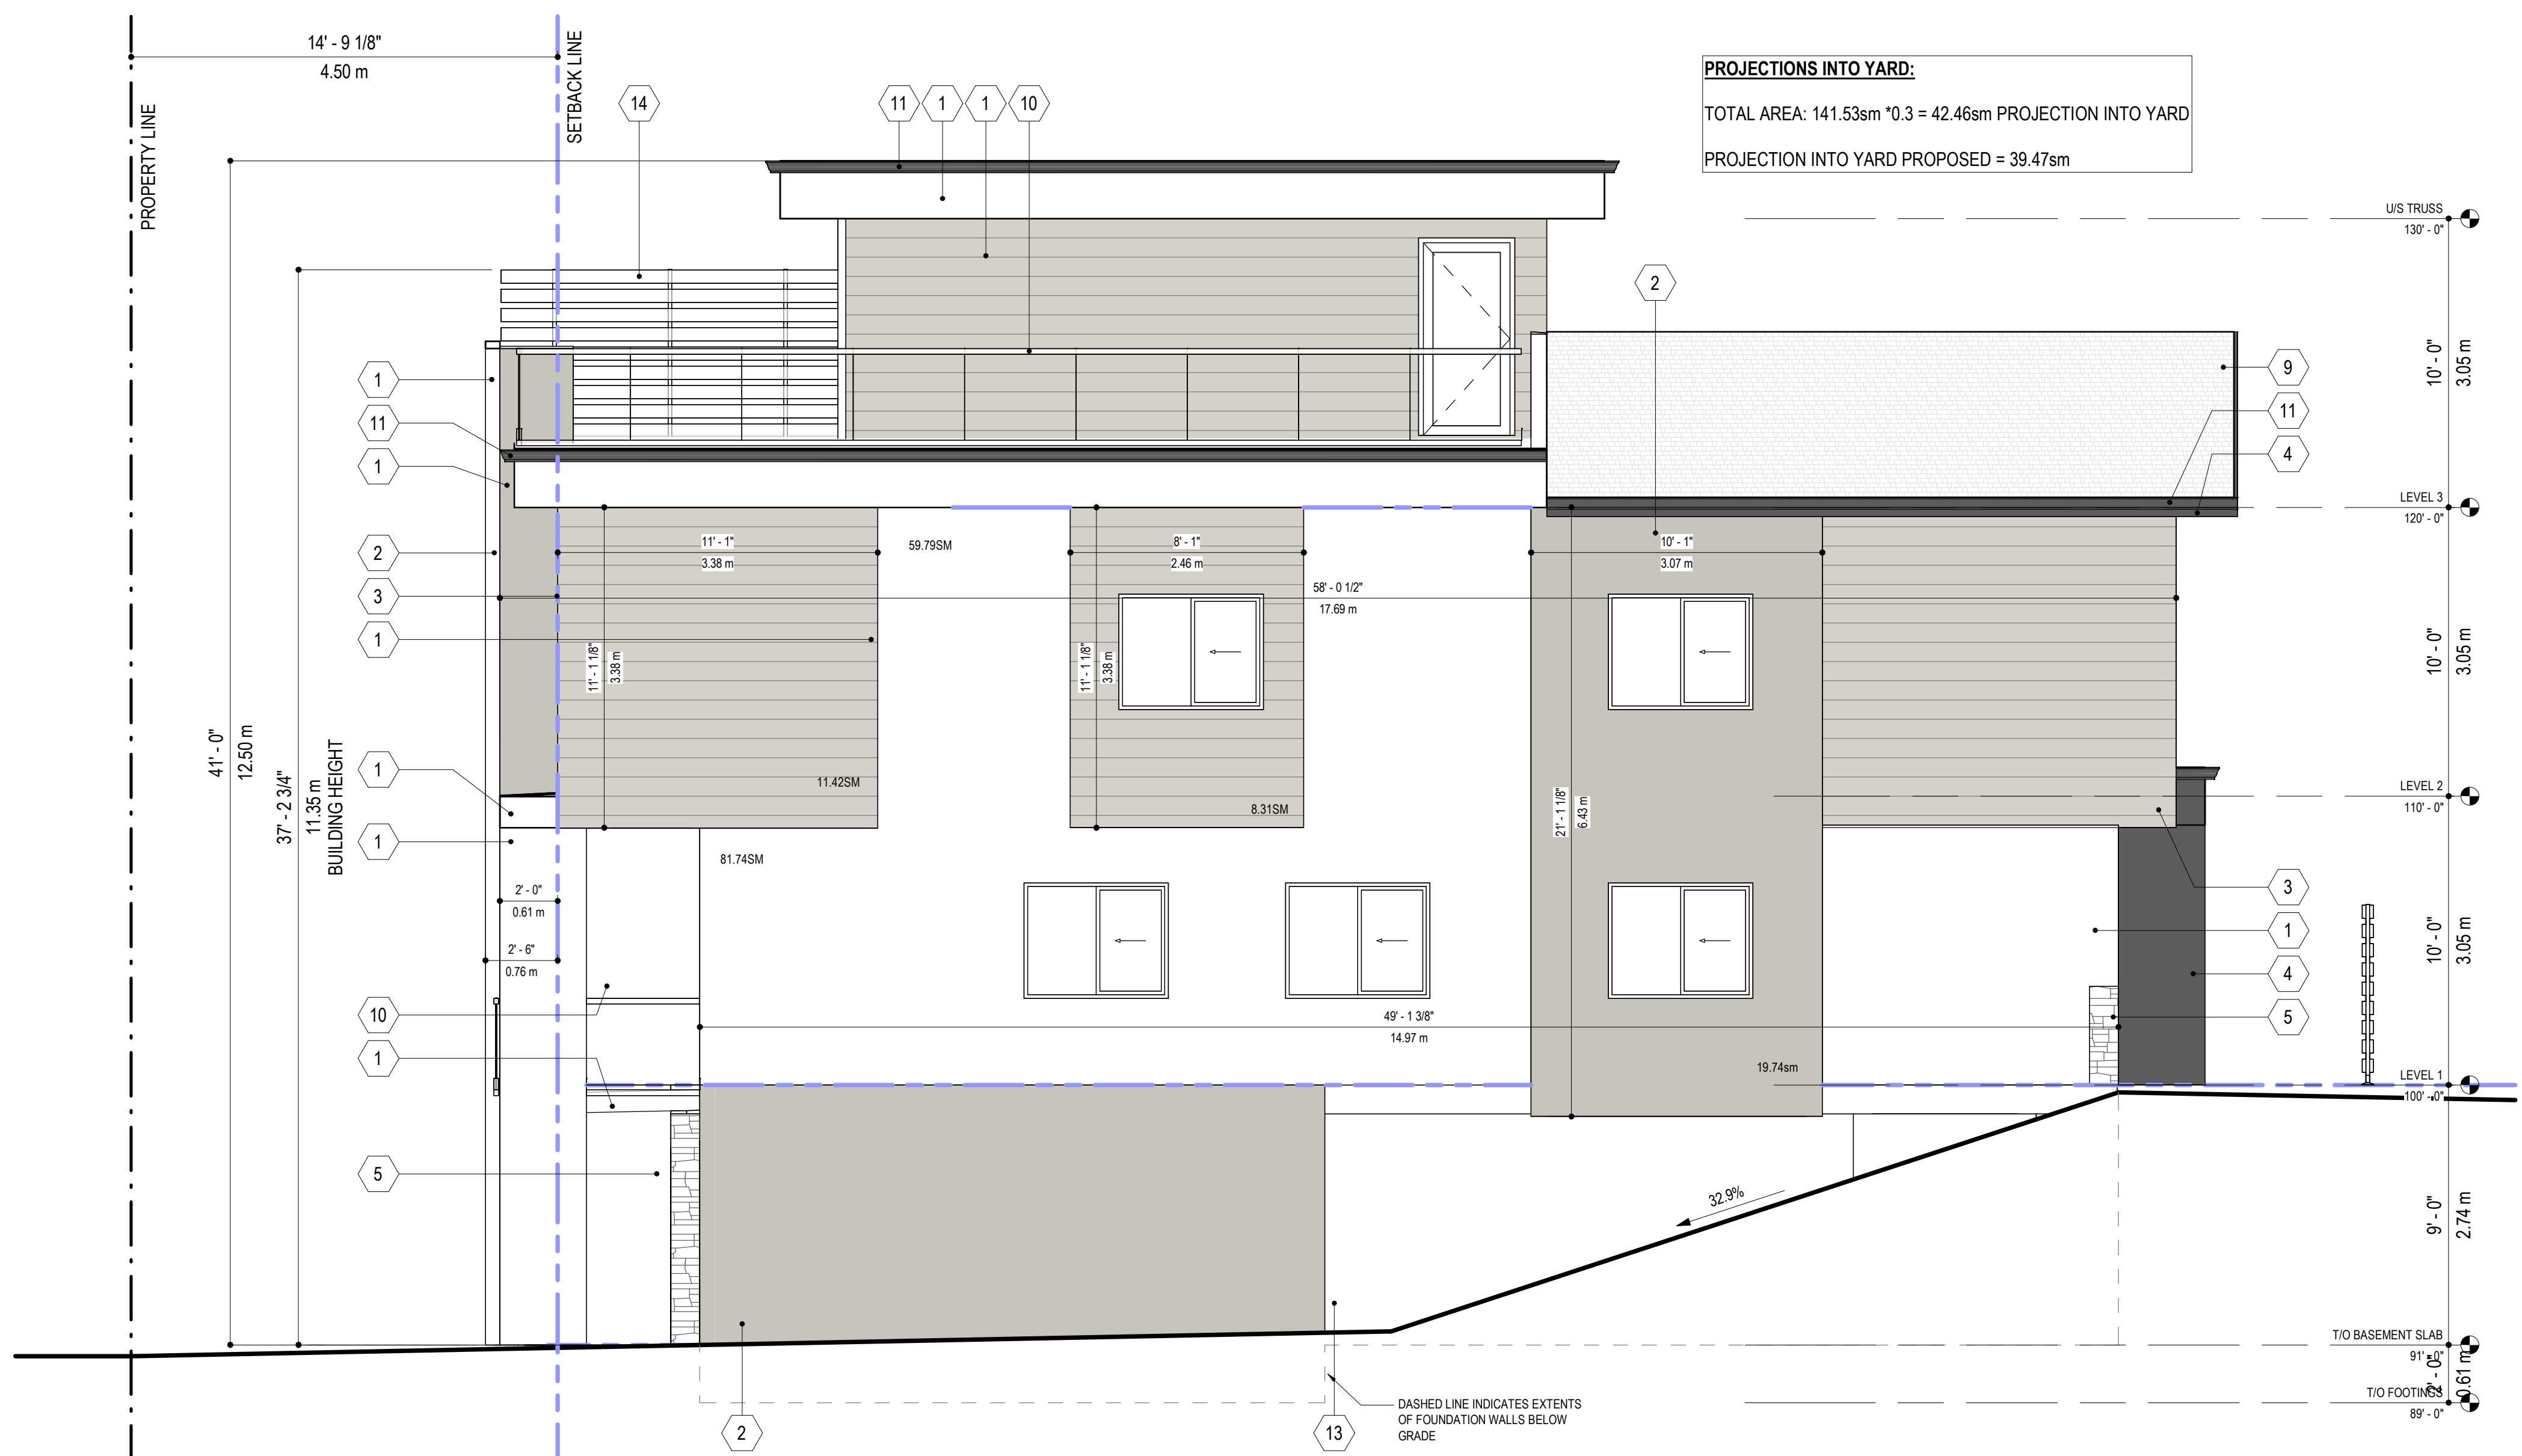 14' - 9 1/8"
4.50 m
PROPERTY LINE
SETBACK LINE
PROJECTIONS INTO YARD:
TOTAL AREA: 141.53sm *0.3 = 42.46sm PROJECTION INTO YARD
PROJECTION INTO YARD PROPOSED = 39.47sm
14
11
1
1
10
U/S TRUSS
130' - 0"
2
10' - 0"
3.05 m
1
11
1
2
3
1
1
1
10
1
5
9
11
4
LEVEL 3
120' - 0"
11' - 1"
3.38 m
59.79SM
8' - 1"
2.46 m
10' - 1"
3.07 m
58' - 0 1/2"
17.69 m
11' - 1 1/8"
3.38 m
11' - 1 1/8"
3.38 m
10' - 0"
3.05 m
41' - 0"
12.50 m
37' - 2 3/4"
11.35 m
BUILDING HEIGHT
11.42SM
8.31SM
21' - 1 1/8"
6.43 m
LEVEL 2
110' - 0"
81.74SM
2' - 0"
0.61 m
2' - 6"
0.76 m
3
1
4
5
10' - 0"
3.05 m
49' - 1 3/8"
14.97 m
19.74sm
LEVEL 1
100' - 0"
32.9%
9' - 0"
2.74 m
T/O BASEMENT SLAB
91' - 0"
2' - 0"
0.61 m
T/O FOOTINGS
89' - 0"
2
13
DASHED LINE INDICATES EXTENTS
OF FOUNDATION WALLS BELOW
GRADE